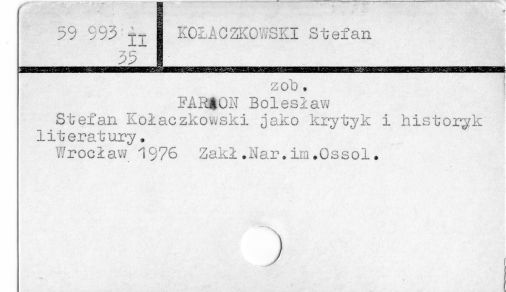 59 993 II KOŁACZKOWSKI Stefan
35
zob.
FARON Bolesław
Stefan Kołaczkowski jako krytyk i historyk
literatury.
Wrocław 1976 Zakł.Nar.im.Ossol.